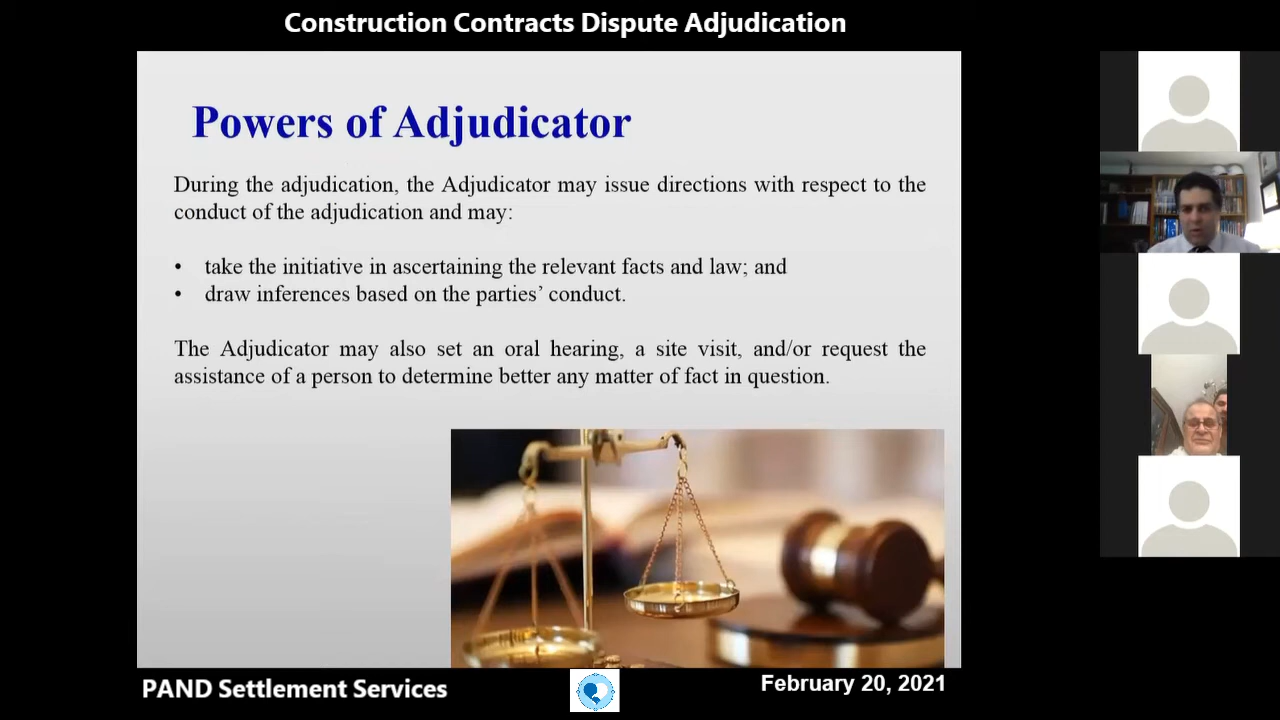 Construction Contracts Dispute Adjudication
Powers of Adjudicator
During the adjudication, the Adjudicator may issue directions with respect to the
conduct of the adjudication and may:
• take the initiative in ascertaining the relevant facts and law; and
• draw inferences based on the parties’ conduct.
The Adjudicator may also set an oral hearing, a site visit, and/or request the
assistance of a person to determine better any matter of fact in question.
PAND Settlement Services
February 20, 2021